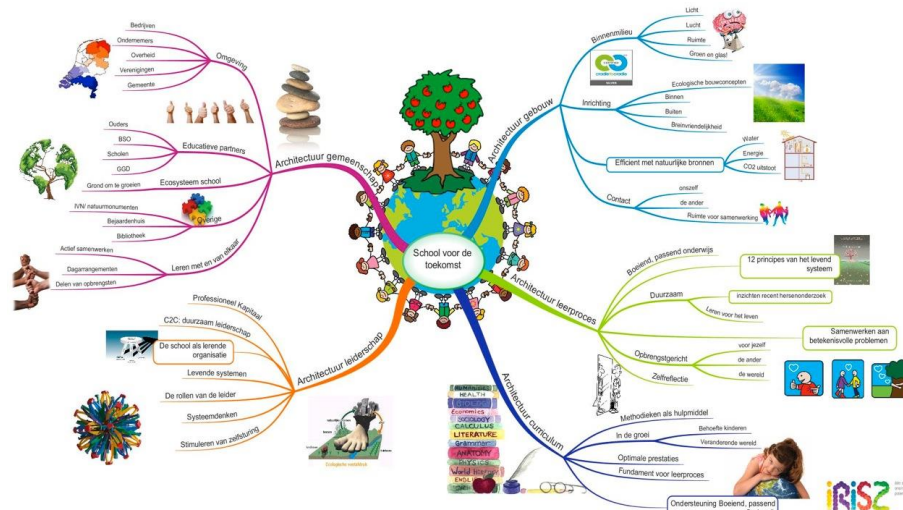 School voor de
toekomst
Architectuur gemeenschap
Omgeving
Bedrijven
Ondernemers
Overheid
Verenigingen
Gemeente
Educatieve partners
Ouders
BSO
Scholen
GGD
Ecosysteem school
Grond om te groeien
Overige
IVN/ natuurmonumenten
Bejaardenhuis
Bibliotheek
Leren met en van elkaar
Actief samenwerken
Dagarrangementen
Delen van opbrengsten
Architectuur leiderschap
Professioneel Kapitaal
C2C: duurzaam leiderschap
De school als lerende
organisatie
Levende systemen
De rollen van de leider
Systeemdenken
Stimuleren van zelfsturing
Architectuur gebouw
Binnenmilieu
Licht
Lucht
Ruimte
Groen en glas!
Inrichting
Ecologische bouwconcepten
Binnen
Buiten
Breinvriendelijkheid
Efficient met natuurlijke bronnen
Water
Energie
CO2 uitstoot
Contact
onszelf
de ander
Ruimte voor samenwerking
Architectuur leerproces
Boeiend, passend onderwijs
12 principes van het levend
systeem
Duurzaam
inzichten recent hersenonderzoek
Leren voor het leven
Samenwerken aan
betekenisvolle problemen
Opbrengstgericht
voor jezelf
de ander
de wereld
Zelfreflectie
Architectuur curriculum
Methodieken als hulpmiddel
In de groei
Behoefte kinderen
Veranderende wereld
Optimale prestaties
Fundament voor leerproces
Ondersteuning Boeiend, passend
HEALTH
Economics
SOCIOLOGY
CALCULUS
LITERATURE
Grammar
ANATOMY
PHYSICS
World History
iRiSZ